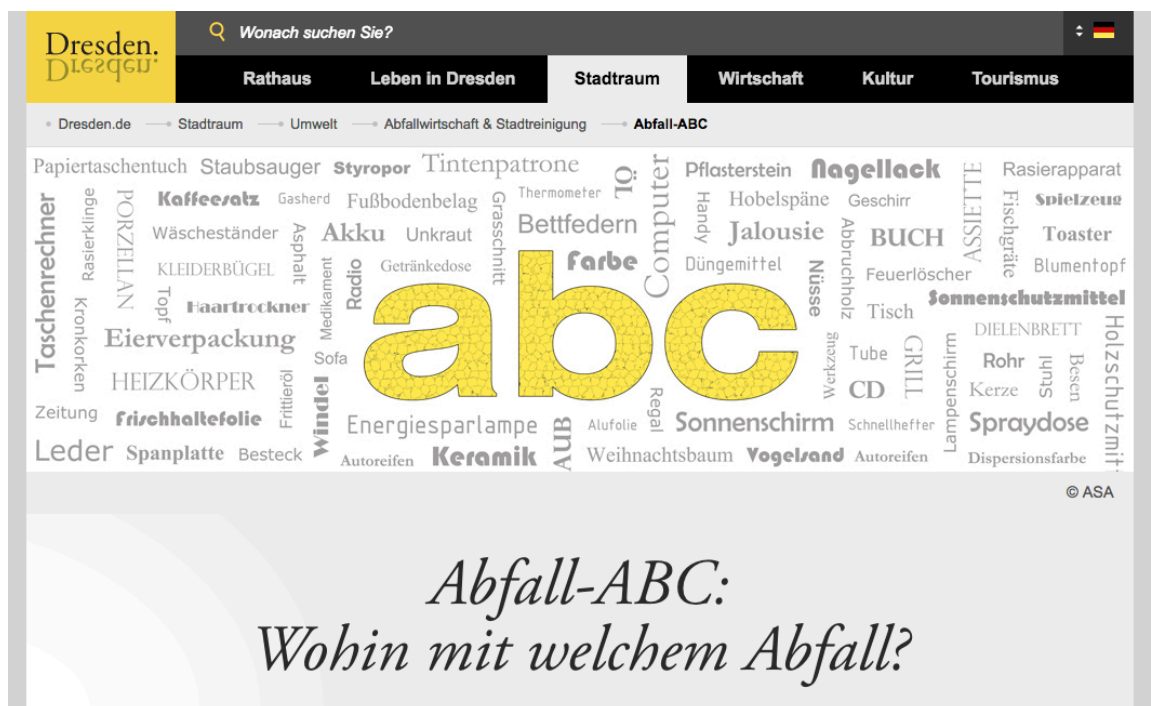 Dresden.
Dresden.
Wonach suchen Sie?
Rathaus Leben in Dresden Stadtraum Wirtschaft Kultur Tourismus
Dresden.de Stadtraum Umwelt Abfallwirtschaft & Stadtreinigung Abfall-ABC
Papiertaschentuch Staubsauger Styropor Tintenpatrone ÖL Computer Pflasterstein Nagellack ASSIETTE Rasierapparat
Taschenrechner Rasierklinge PORZELLAN Kaffeesatz Gasherd Fußbodenbelag Grasschnitt Thermometer Handy Hobelspäne Geschirr Fischgräte Spielzeug
Wäscheständer Asphalt Akku Unkraut Bettfedern Jalousie Abbruchholz BUCH Toaster
KLEIDERBÜGEL Medikament Radio Getränkedose Farbe Düngemittel Nüsse Feuerlöscher Blumentopf
Kronkorken Topf Haartrockner abc Tisch Sonnenschutzmittel
Eierverpackung Sofa Werkzeug Tube GRILL Lampenschirm DIELENBRETT Holzschutzmitt
HEIZKÖRPER Frittieröl Windel CD Rohr Stuhl Besen
Kerze
Zeitung Frischhaltefolie Energiesparlampe LAUB Alufolie Regal Sonnenschirm Schnellhefter Spraydose
Leder Spanplatte Besteck Autoreifen Keramik Weihnachtsbaum Vogelsand Autoreifen Dispersionsfarbe
© ASA
Abfall-ABC:
Wohin mit welchem Abfall?